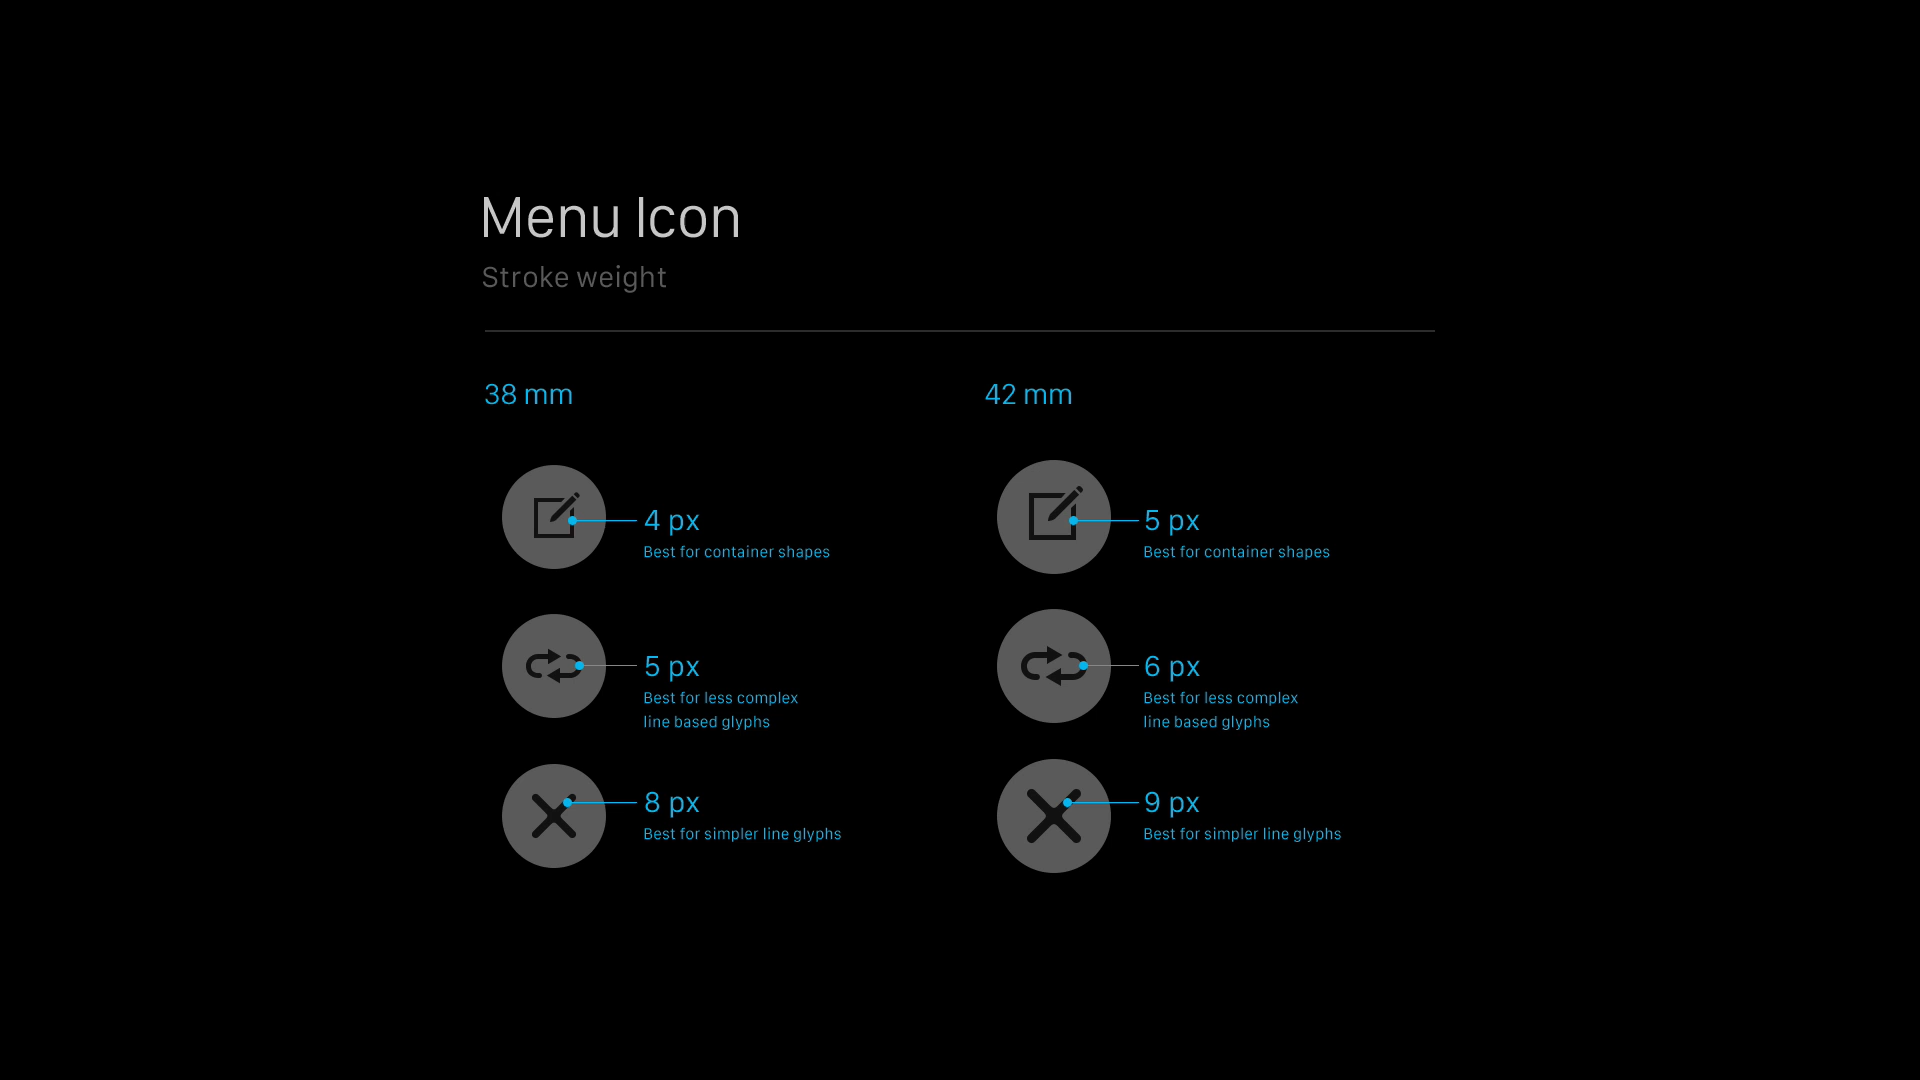 Menu Icon
Stroke weight
38 mm
4 px
Best for container shapes
5 px
Best for less complex
line based glyphs
8 px
Best for simpler line glyphs
42 mm
5 px
Best for container shapes
6 px
Best for less complex
line based glyphs
9 px
Best for simpler line glyphs